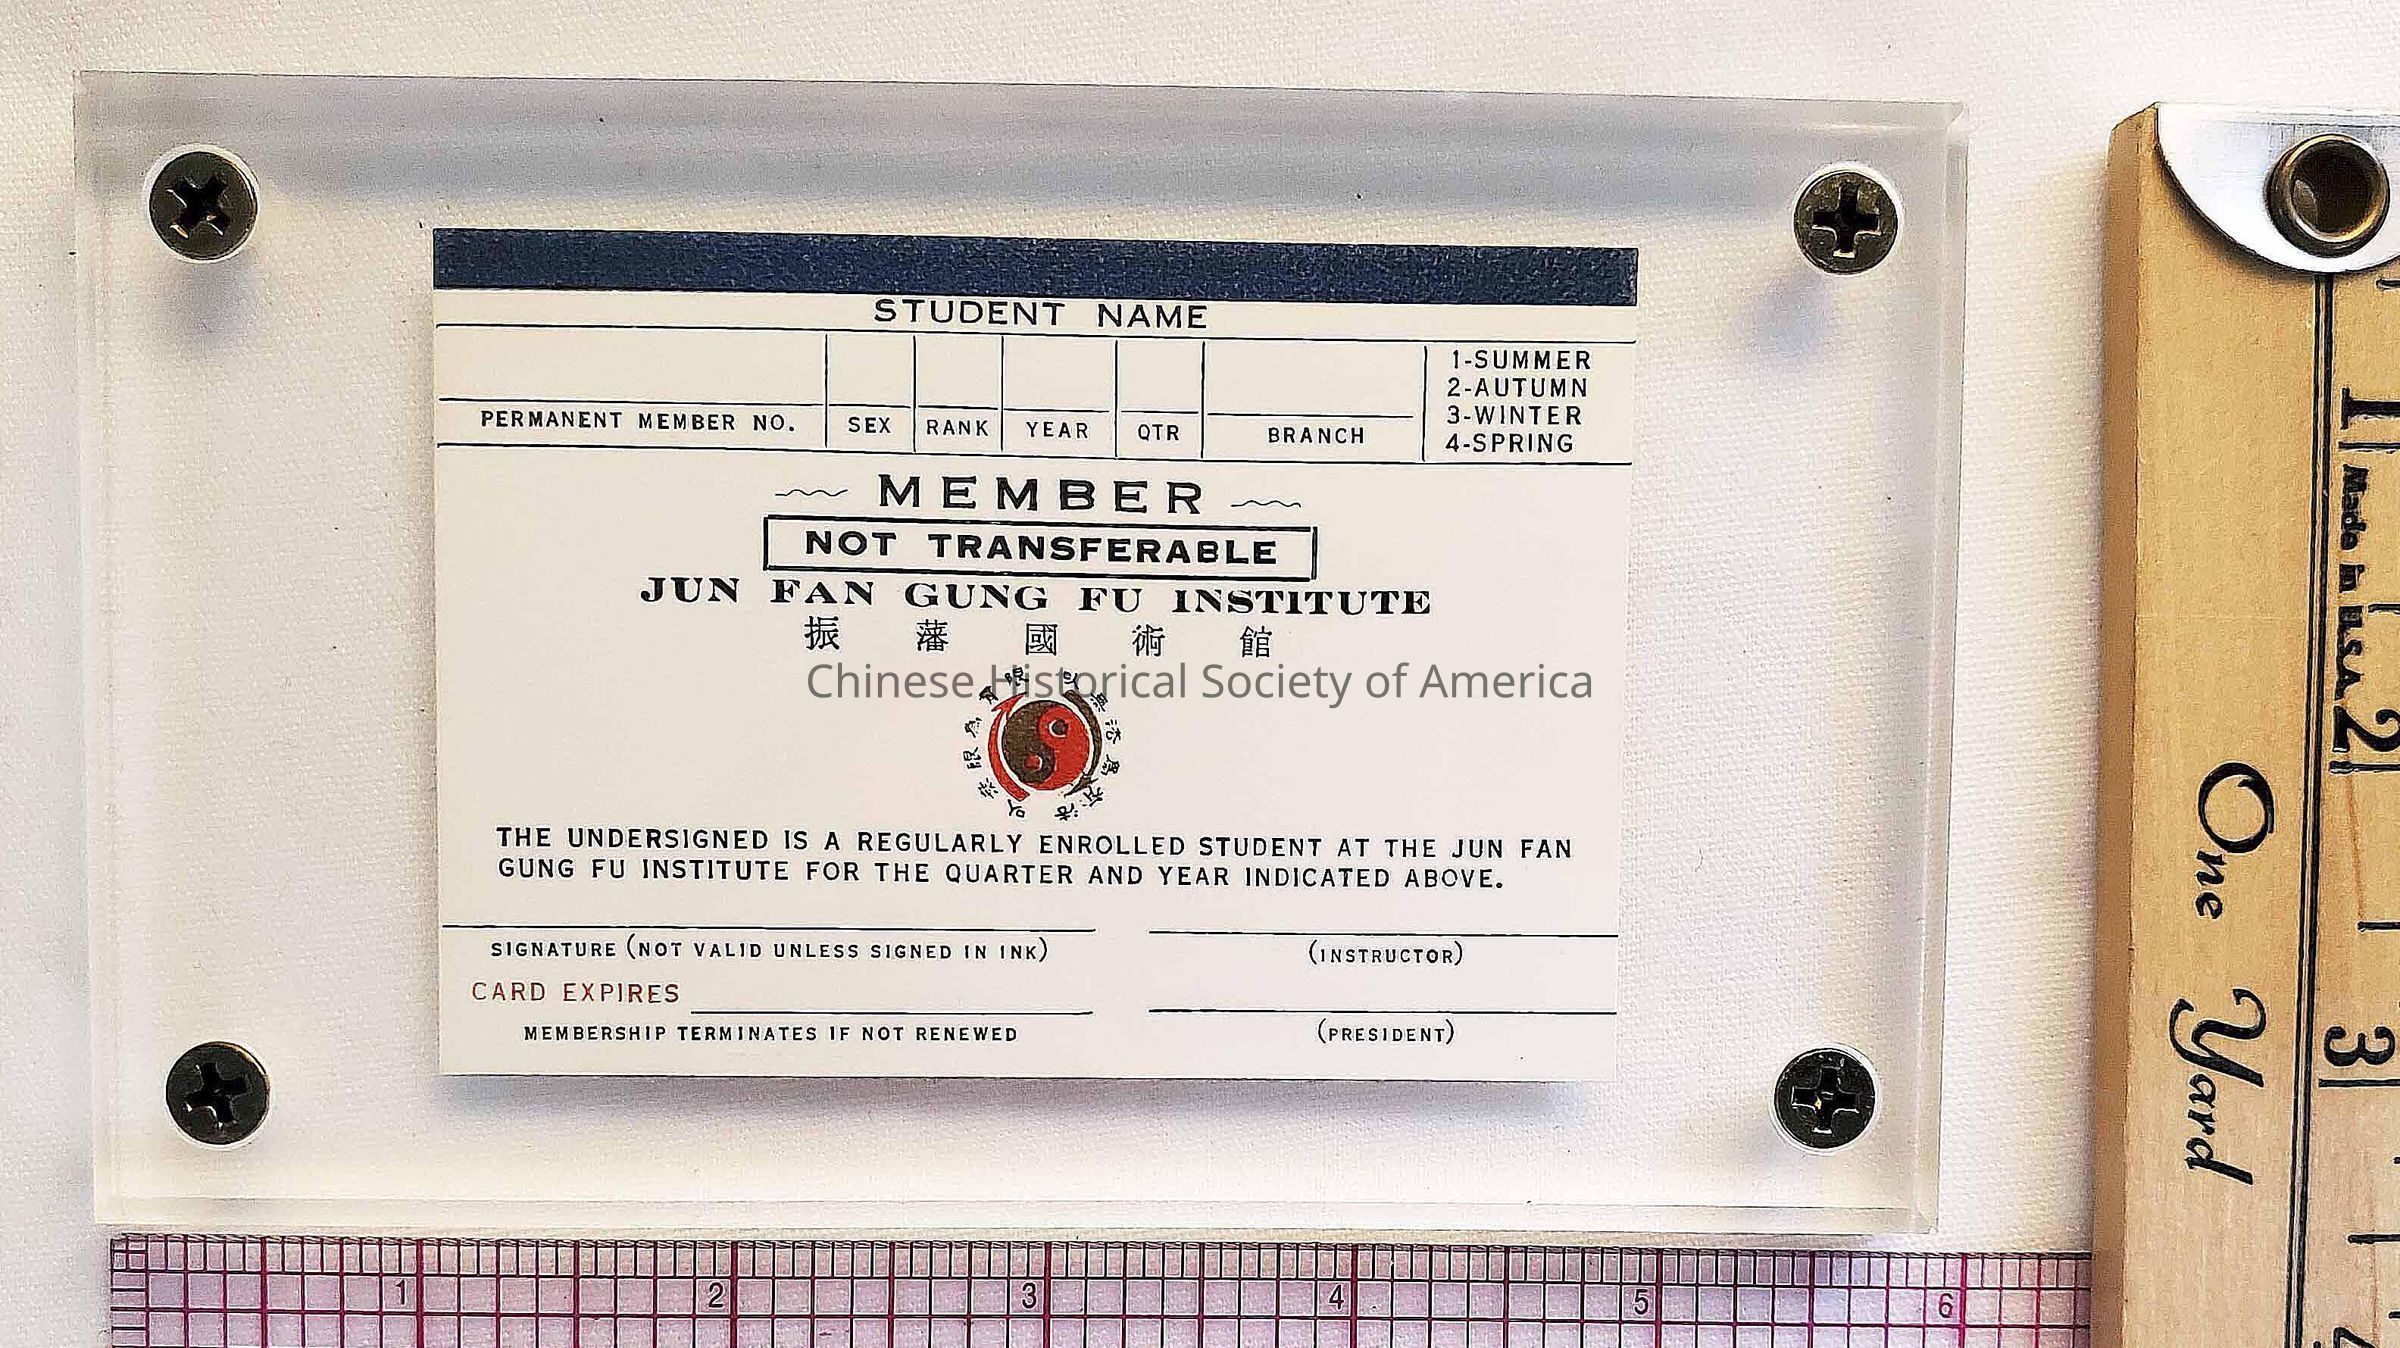 STUDENT NAME
PERMANENT MEMBER NO. SEX RANK YEAR QTR BRANCH
1-SUMMER
2-AUTUMN
3-WINTER
4-SPRING
MEMBER
NOT TRANSFERABLE
JUN FAN GUNG FU INSTITUTE
振藩國術館
Chinese Historical Society of America
THE UNDERSIGNED IS A REGULARLY ENROLLED STUDENT AT THE JUN FAN
GUNG FU INSTITUTE FOR THE QUARTER AND YEAR INDICATED ABOVE.
SIGNATURE (NOT VALID UNLESS SIGNED IN INK) (INSTRUCTOR)
CARD EXPIRES
MEMBERSHIP TERMINATES IF NOT RENEWED (PRESIDENT)
1 2 3 4 5 6
1 2 3
Made in U.S.A.
One Yard